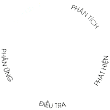 PHÂN TÍCH
PHÁT HIỆN
ĐIỀU TRA
PHẢN ỨNG